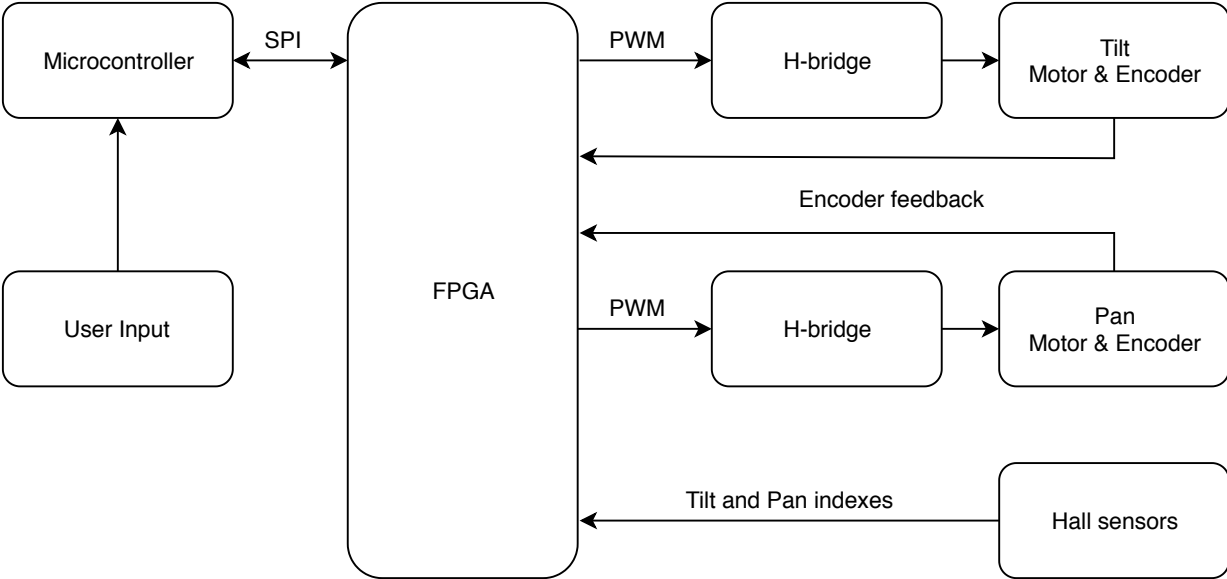 Microcontroller
SPI
PWM
H-bridge
Tilt
Motor & Encoder
Encoder feedback
User Input
FPGA
PWM
H-bridge
Pan
Motor & Encoder
Tilt and Pan indexes
Hall sensors